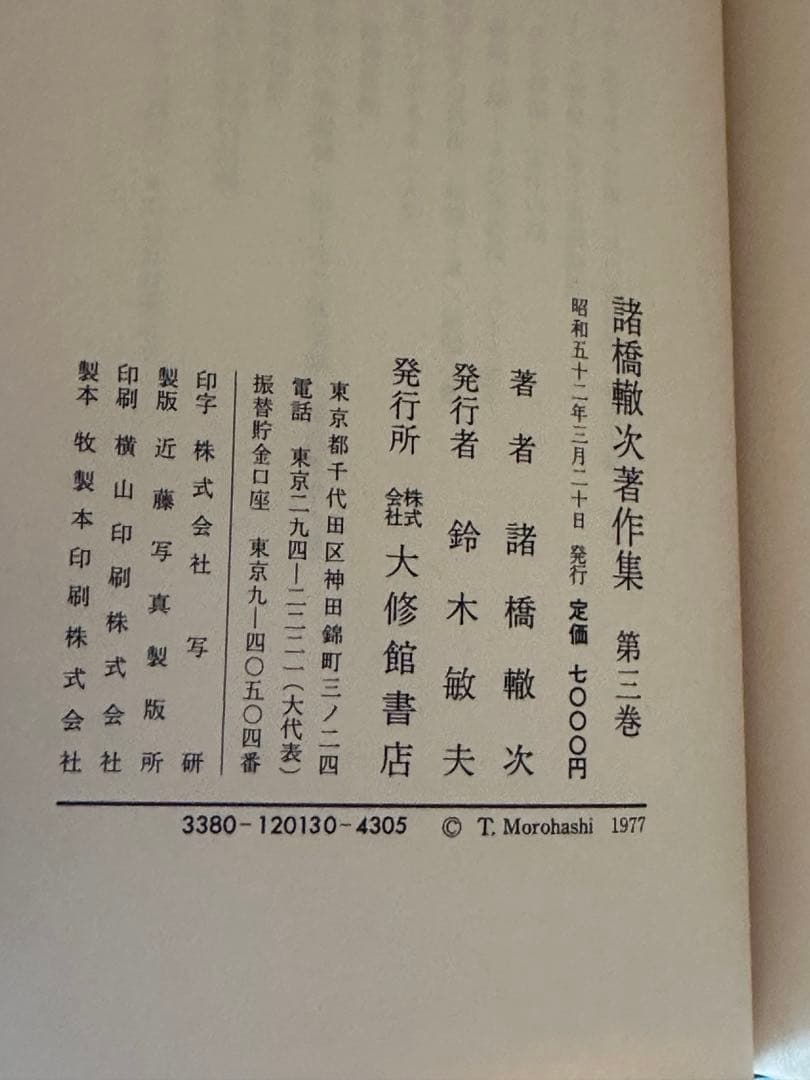 諸橋轍次著作集 第三巻
昭和五十二年三月二十日 発行 定価 七〇〇〇円
著者 諸橋轍次
発行者 鈴木敏夫
発行所 株式会社 大修館書店
東京都千代田区神田錦町三ノ二四
電話 東京二九四―二二二一(大代表)
振替貯金口座 東京九―四〇五〇四番
印字 株式会社 写研
製版 近藤写真製版所
印刷 横山印刷株式会社
製本 牧製本印刷株式会社
3380-120130-4305 © T. Morohashi 1977